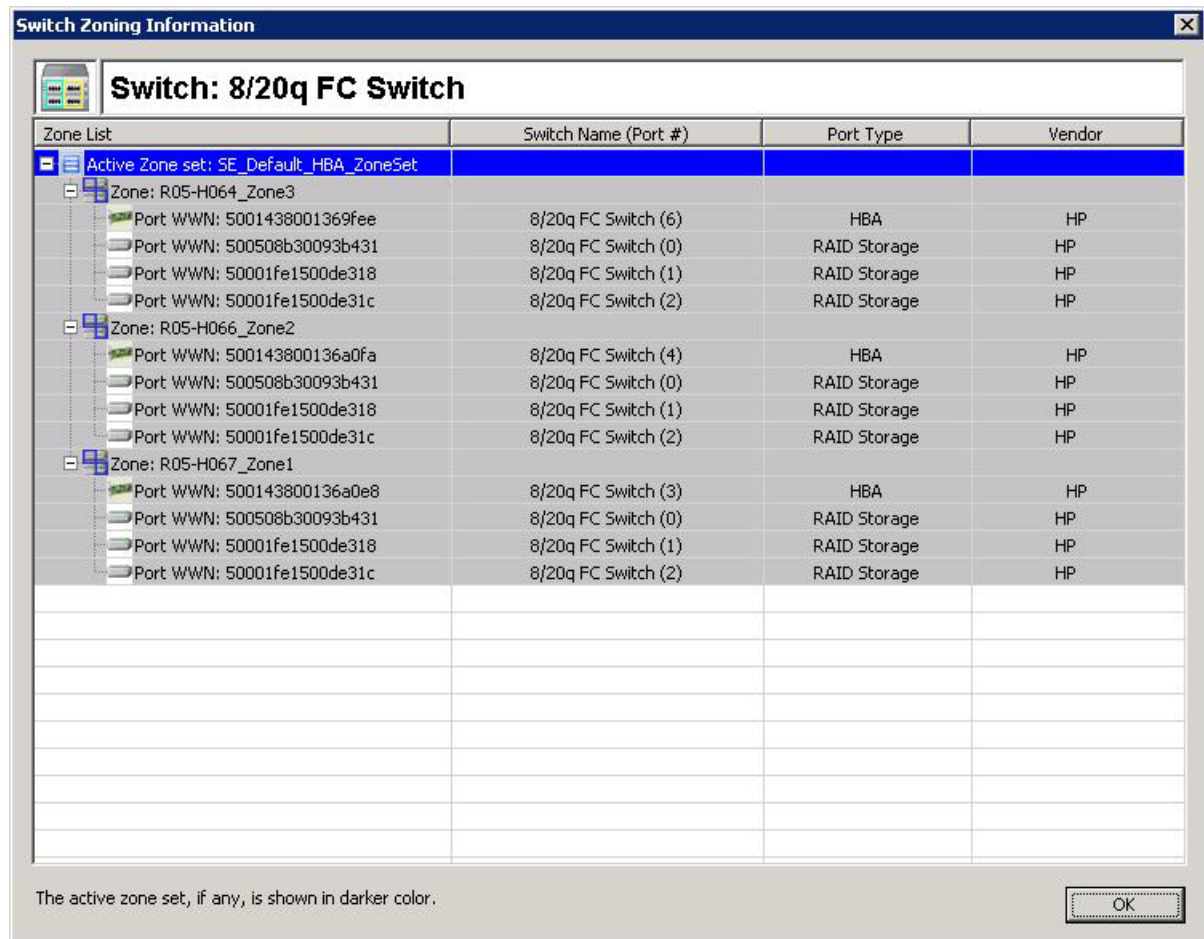 Switch Zoning Information
Switch: 8/20q FC Switch
Zone List Switch Name (Port #) Port Type Vendor
Active Zone set: SE_Default_HBA_ZoneSet
Zone: R05-H064_Zone3
Port WWN: 5001438001369fee 8/20q FC Switch (6) HBA HP
Port WWN: 500508b30093b431 8/20q FC Switch (0) RAID Storage HP
Port WWN: 50001fe1500de318 8/20q FC Switch (1) RAID Storage HP
Port WWN: 50001fe1500de31c 8/20q FC Switch (2) RAID Storage HP
Zone: R05-H066_Zone2
Port WWN: 500143800136a0fa 8/20q FC Switch (4) HBA HP
Port WWN: 500508b30093b431 8/20q FC Switch (0) RAID Storage HP
Port WWN: 50001fe1500de318 8/20q FC Switch (1) RAID Storage HP
Port WWN: 50001fe1500de31c 8/20q FC Switch (2) RAID Storage HP
Zone: R05-H067_Zone1
Port WWN: 500143800136a0e8 8/20q FC Switch (3) HBA HP
Port WWN: 500508b30093b431 8/20q FC Switch (0) RAID Storage HP
Port WWN: 50001fe1500de318 8/20q FC Switch (1) RAID Storage HP
Port WWN: 50001fe1500de31c 8/20q FC Switch (2) RAID Storage HP
The active zone set, if any, is shown in darker color.
OK